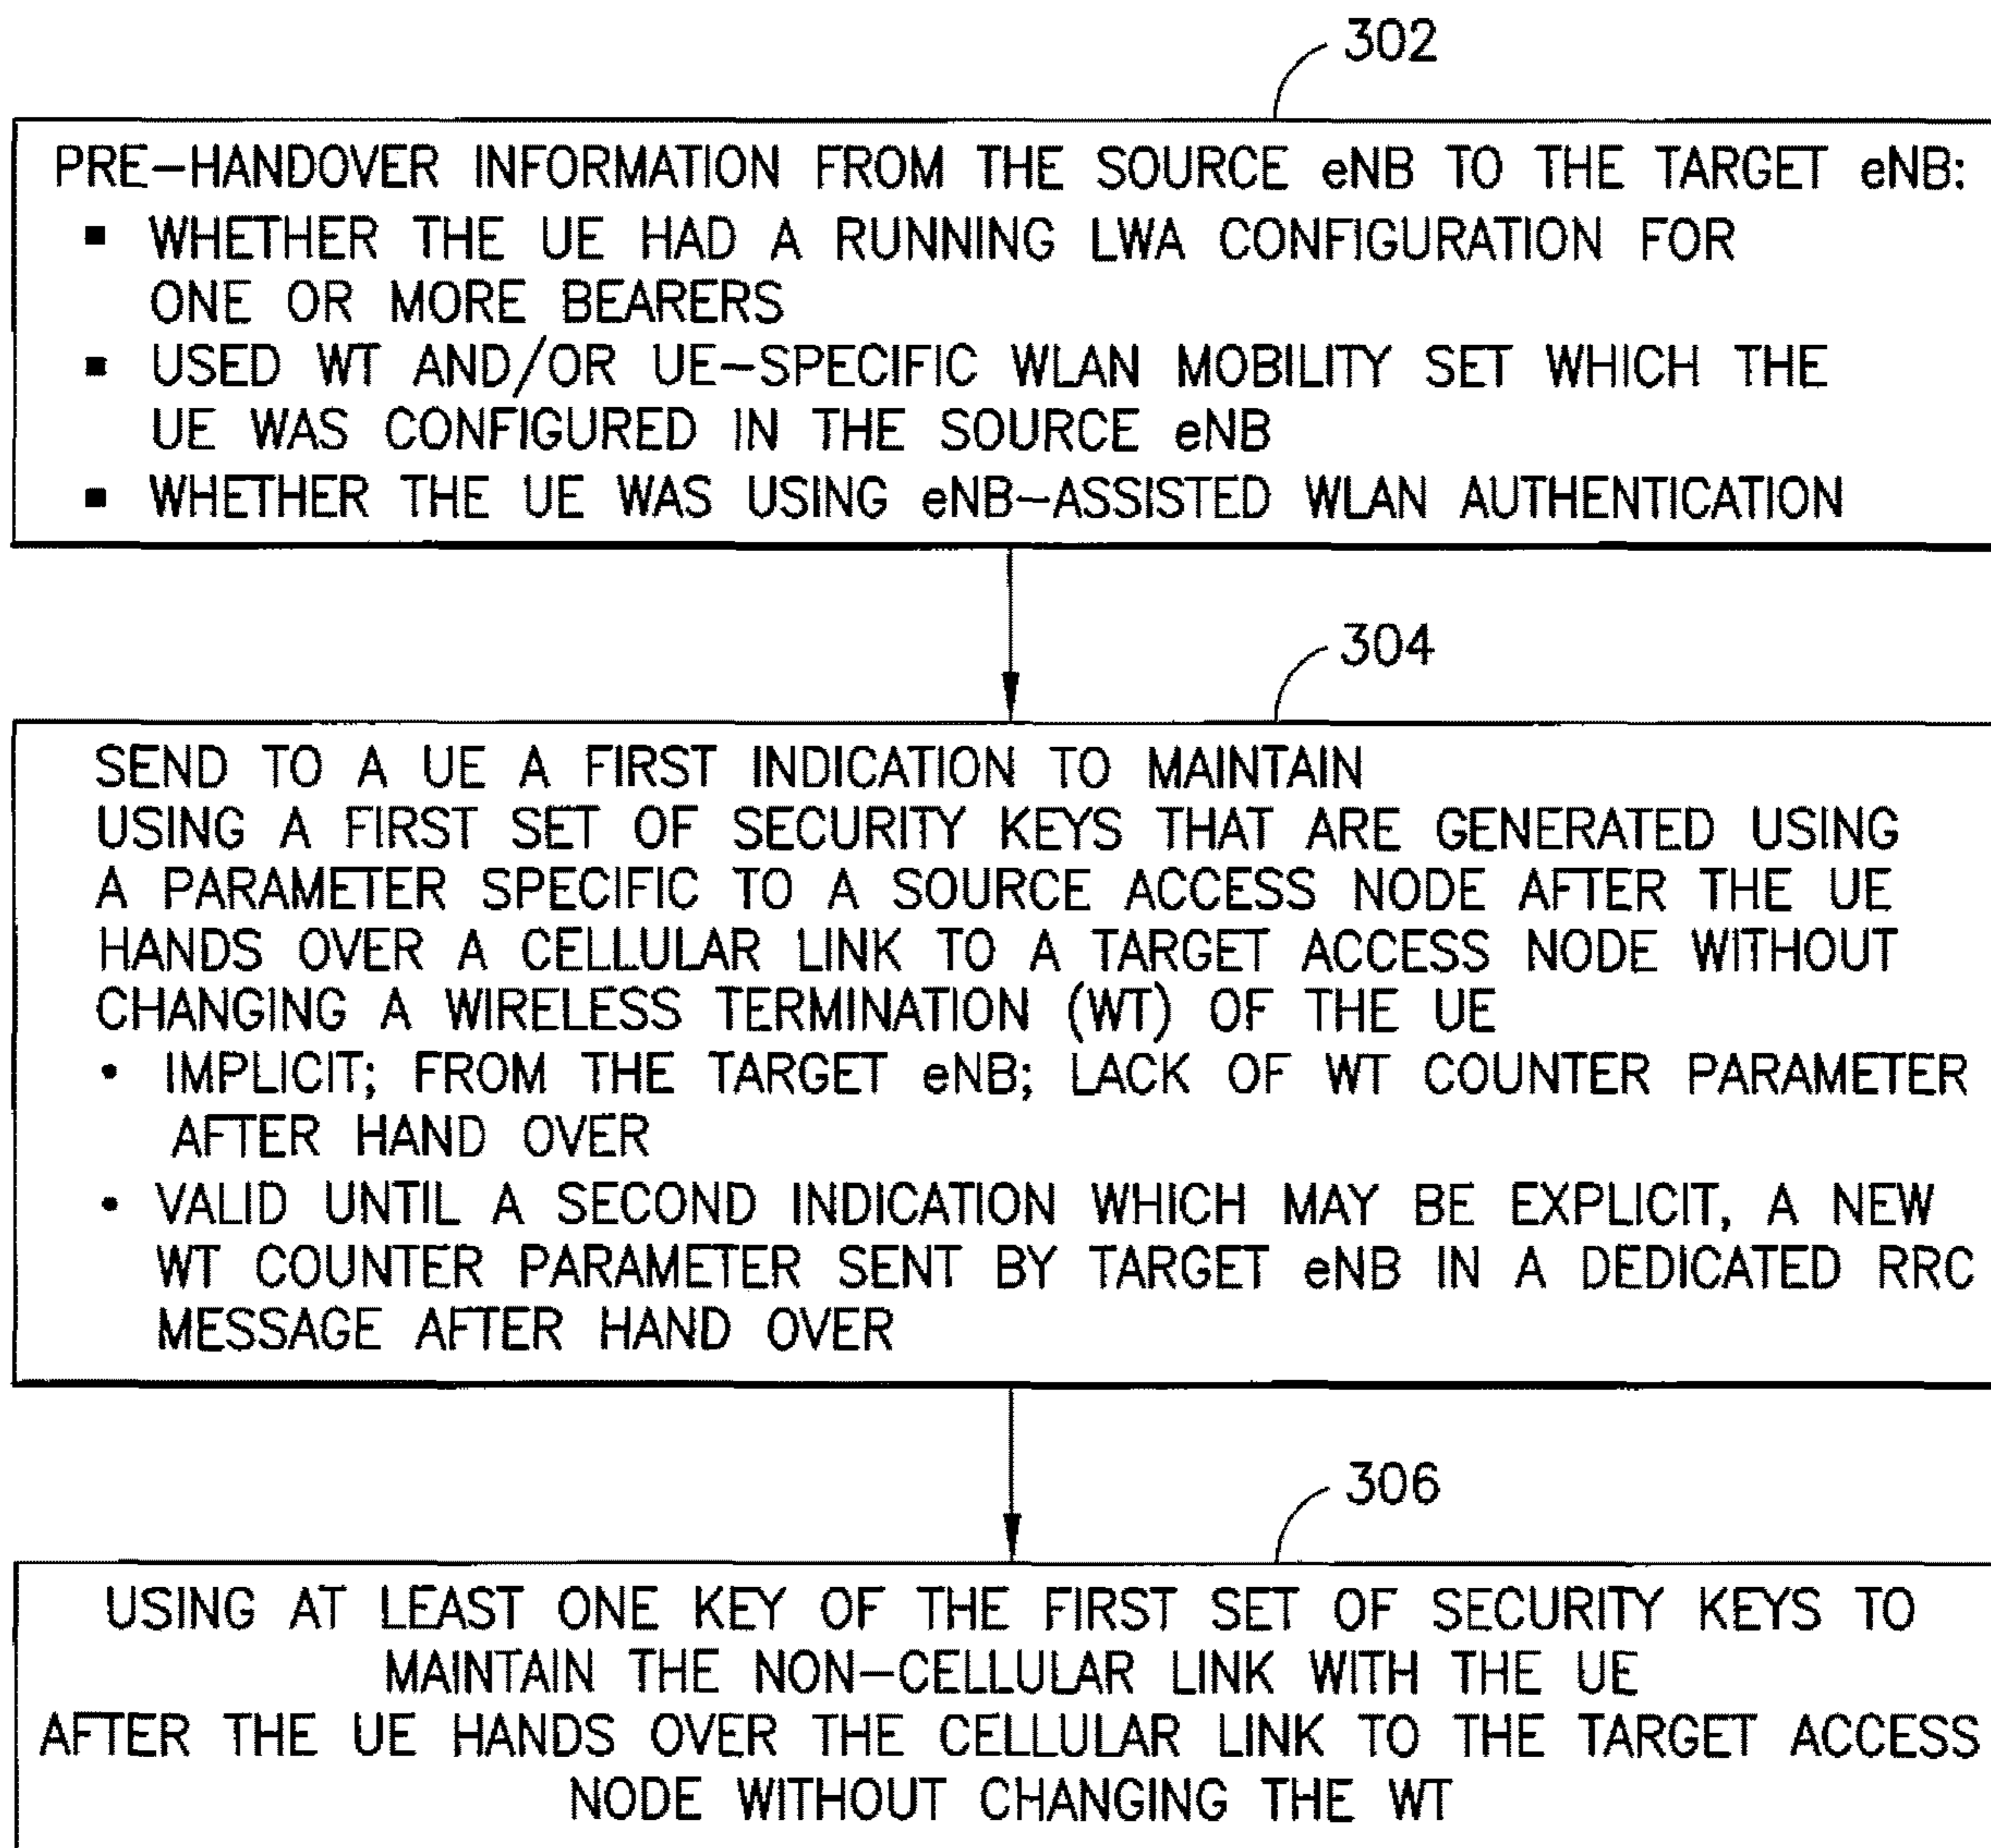 302
PRE-HANDOVER INFORMATION FROM THE SOURCE eNB TO THE TARGET eNB:
▪ WHETHER THE UE HAD A RUNNING LWA CONFIGURATION FOR
ONE OR MORE BEARERS
▪ USED WT AND/OR UE-SPECIFIC WLAN MOBILITY SET WHICH THE
UE WAS CONFIGURED IN THE SOURCE eNB
▪ WHETHER THE UE WAS USING eNB-ASSISTED WLAN AUTHENTICATION
304
SEND TO A UE A FIRST INDICATION TO MAINTAIN
USING A FIRST SET OF SECURITY KEYS THAT ARE GENERATED USING
A PARAMETER SPECIFIC TO A SOURCE ACCESS NODE AFTER THE UE
HANDS OVER A CELLULAR LINK TO A TARGET ACCESS NODE WITHOUT
CHANGING A WIRELESS TERMINATION (WT) OF THE UE
• IMPLICIT; FROM THE TARGET eNB; LACK OF WT COUNTER PARAMETER
AFTER HAND OVER
• VALID UNTIL A SECOND INDICATION WHICH MAY BE EXPLICIT, A NEW
WT COUNTER PARAMETER SENT BY TARGET eNB IN A DEDICATED RRC
MESSAGE AFTER HAND OVER
306
USING AT LEAST ONE KEY OF THE FIRST SET OF SECURITY KEYS TO
MAINTAIN THE NON-CELLULAR LINK WITH THE UE
AFTER THE UE HANDS OVER THE CELLULAR LINK TO THE TARGET ACCESS
NODE WITHOUT CHANGING THE WT